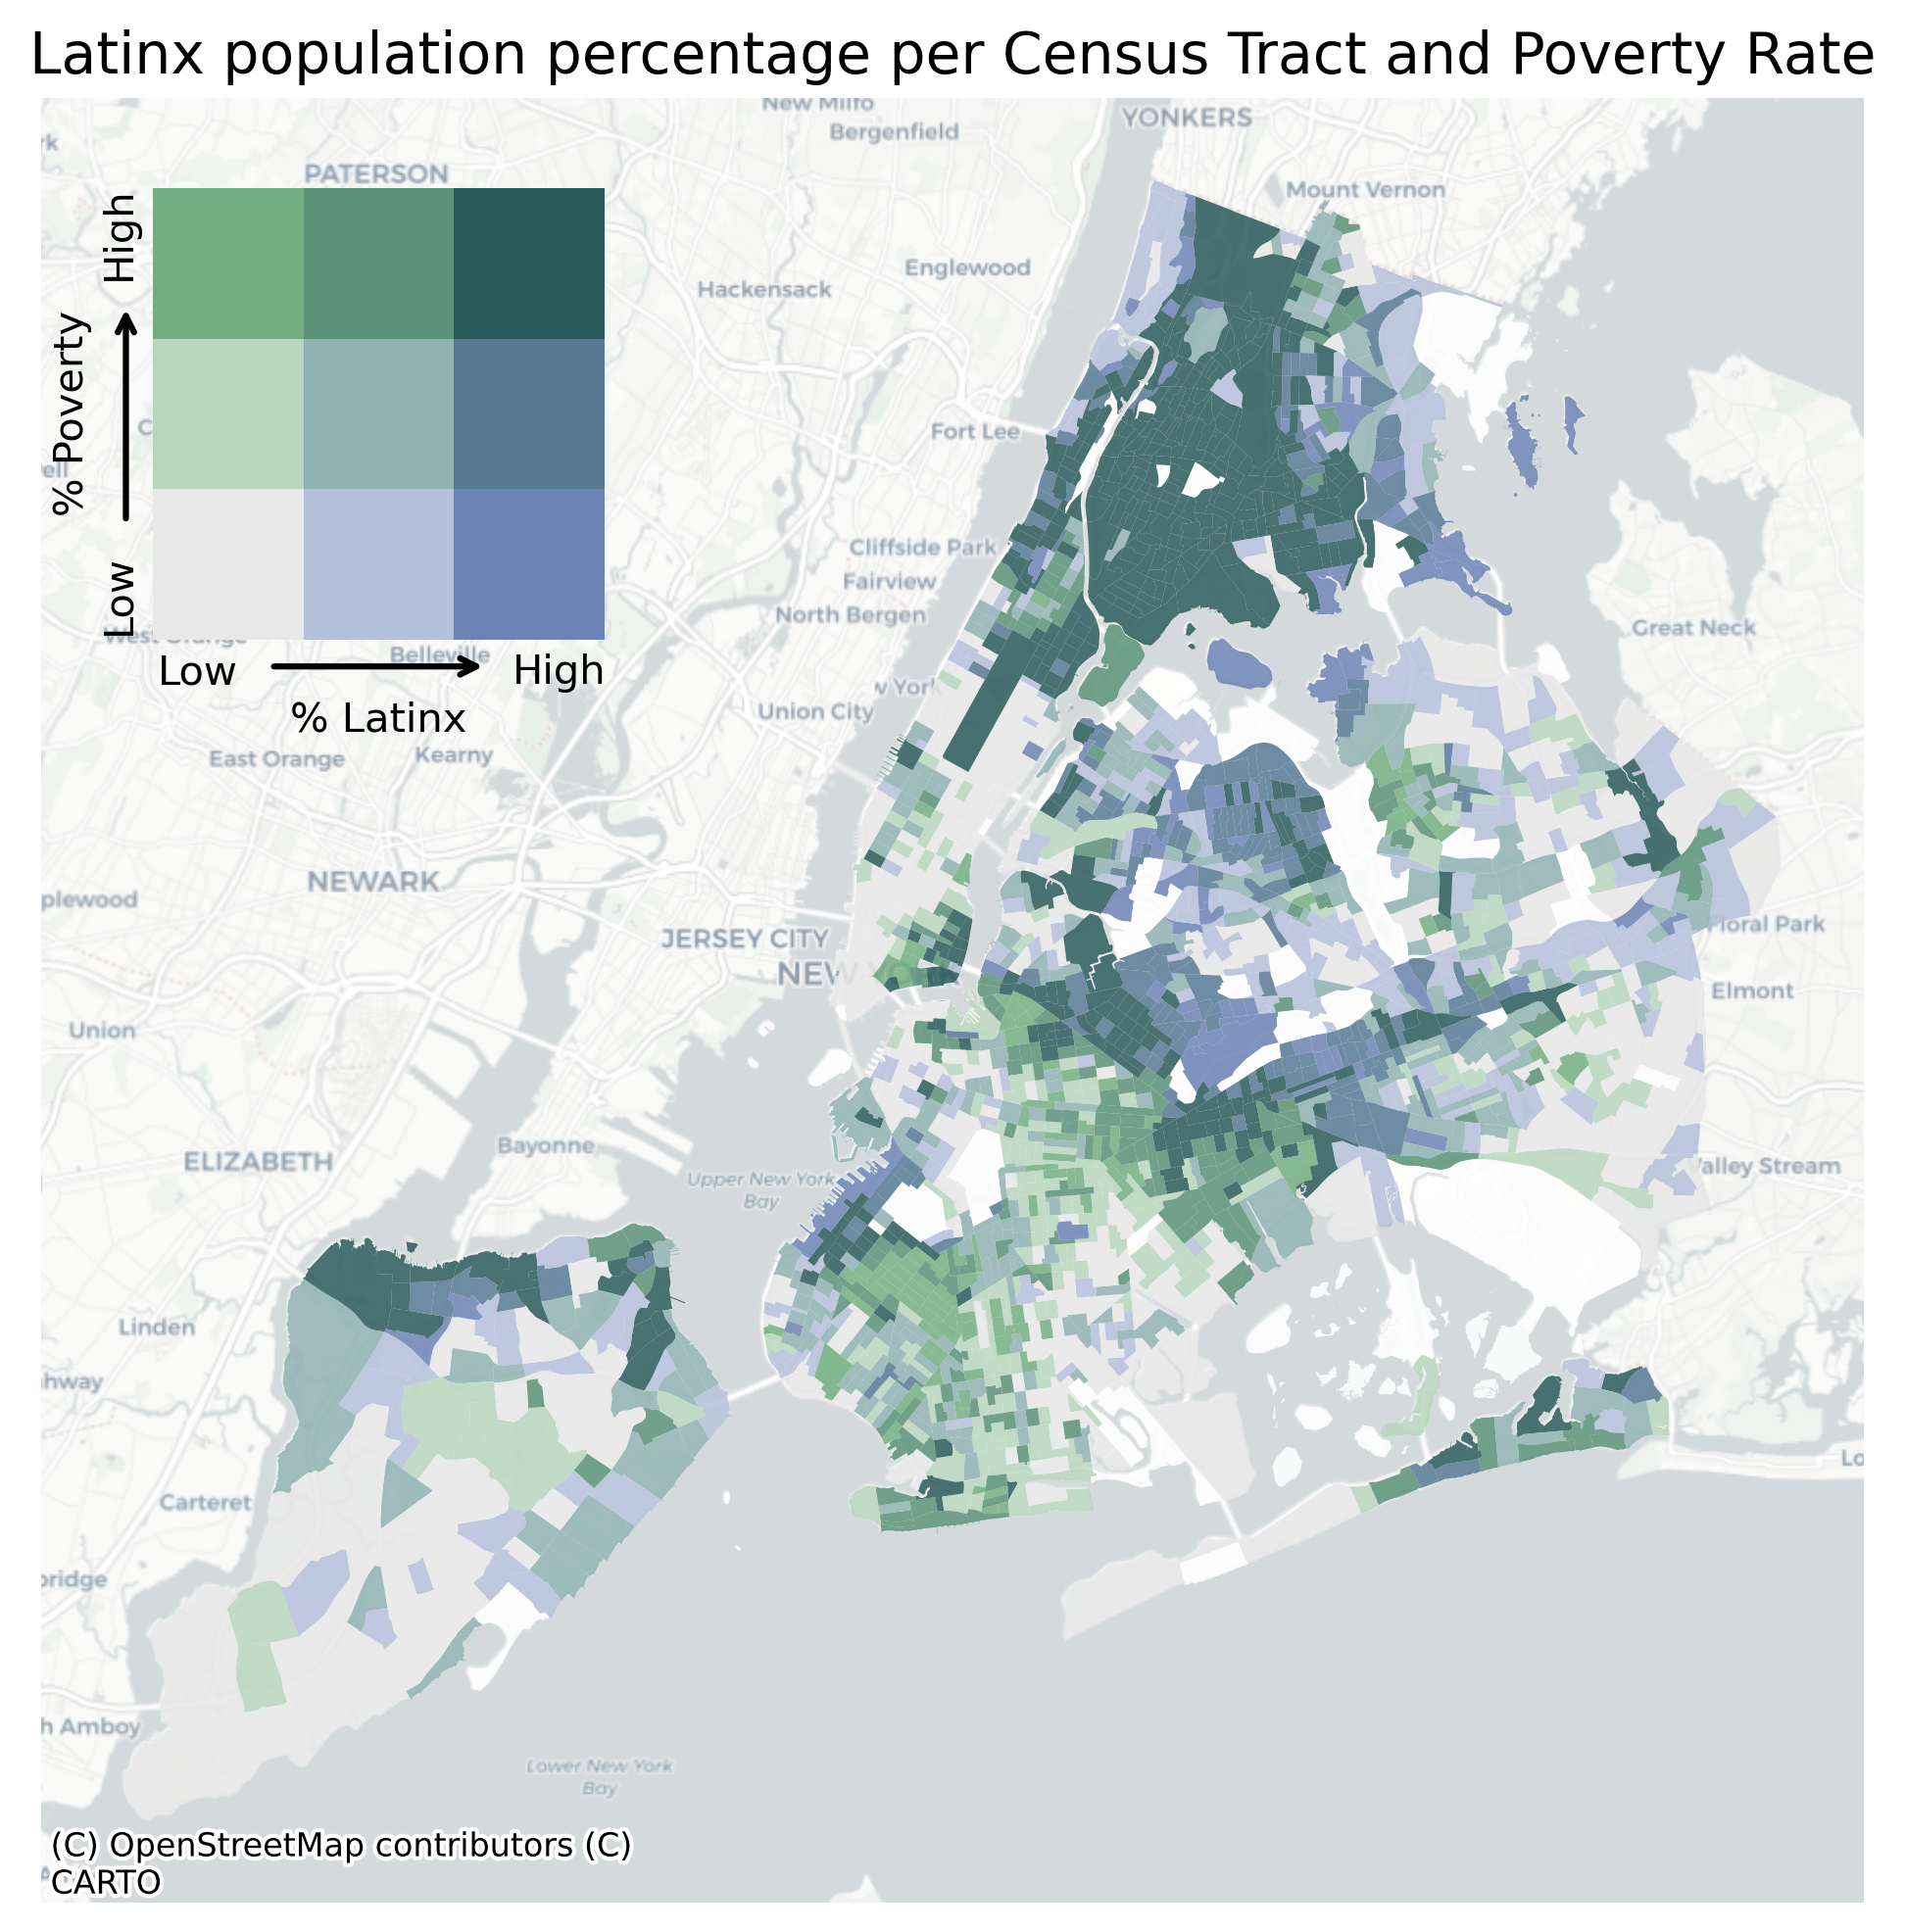 Latinx population percentage per Census Tract and Poverty Rate
New Milfo
Bergenfield
YONKERS
rk
PATERSON
Mount Vernon
High
Hackensack
Englewood
% Poverty
C
Fort Lee
ell
Cliffside Park
Fairview
North Bergen
Low
West Orange
Belleville
Great Neck
Low
High
w York
Union City
% Latinx
East Orange
Kearny
NEWARK
plewood
JERSEY CITY
Floral Park
NEW YORK
Elmont
Union
Bayonne
ELIZABETH
Upper New York
Bay
Valley Stream
Linden
hway
Lo
Carteret
bridge
h Amboy
Lower New York
Bay
(C) OpenStreetMap contributors (C)
CARTO